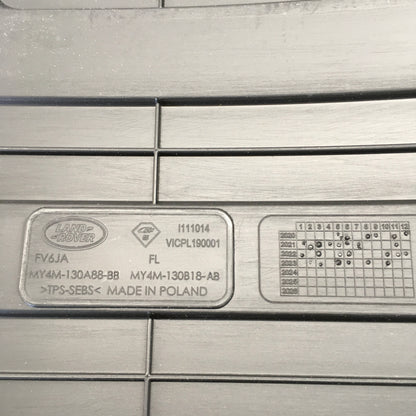 LAND
ROVER
I111014
VICPL190001
FV6JA FL
MY4M-130A88-BB MY4M-130B18-AB
>TPS-SEBS< MADE IN POLAND
1 2 3 4 5 6 7 8 9 10 11 12
2020
2021
2022
2023
2024
2025
2026